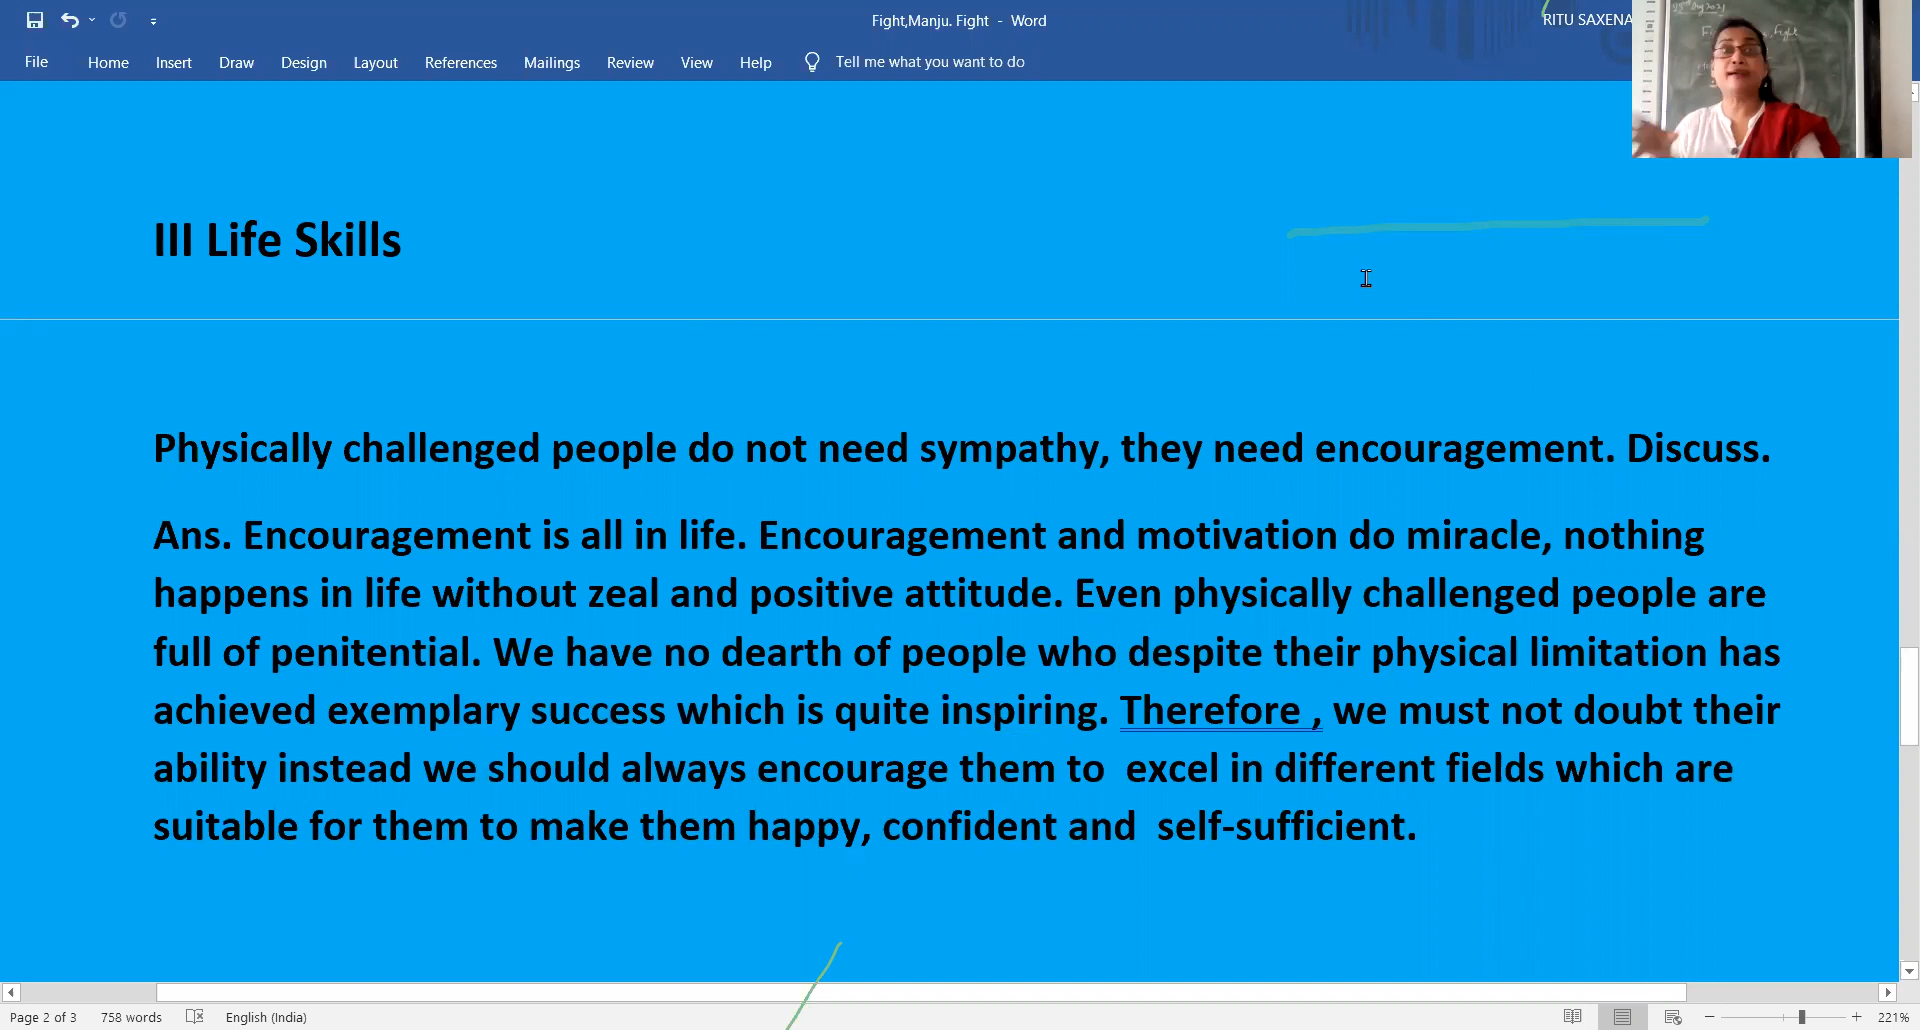 Fight,Manju. Fight - Word
RITU SAXENA
File Home Insert Draw Design Layout References Mailings Review View Help Tell me what you want to do
III Life Skills
Physically challenged people do not need sympathy, they need encouragement. Discuss.
Ans. Encouragement is all in life. Encouragement and motivation do miracle, nothing
happens in life without zeal and positive attitude. Even physically challenged people are
full of penitential. We have no dearth of people who despite their physical limitation has
achieved exemplary success which is quite inspiring. Therefore , we must not doubt their
ability instead we should always encourage them to  excel in different fields which are
suitable for them to make them happy, confident and  self-sufficient.
Page 2 of 3 758 words English (India) 221%